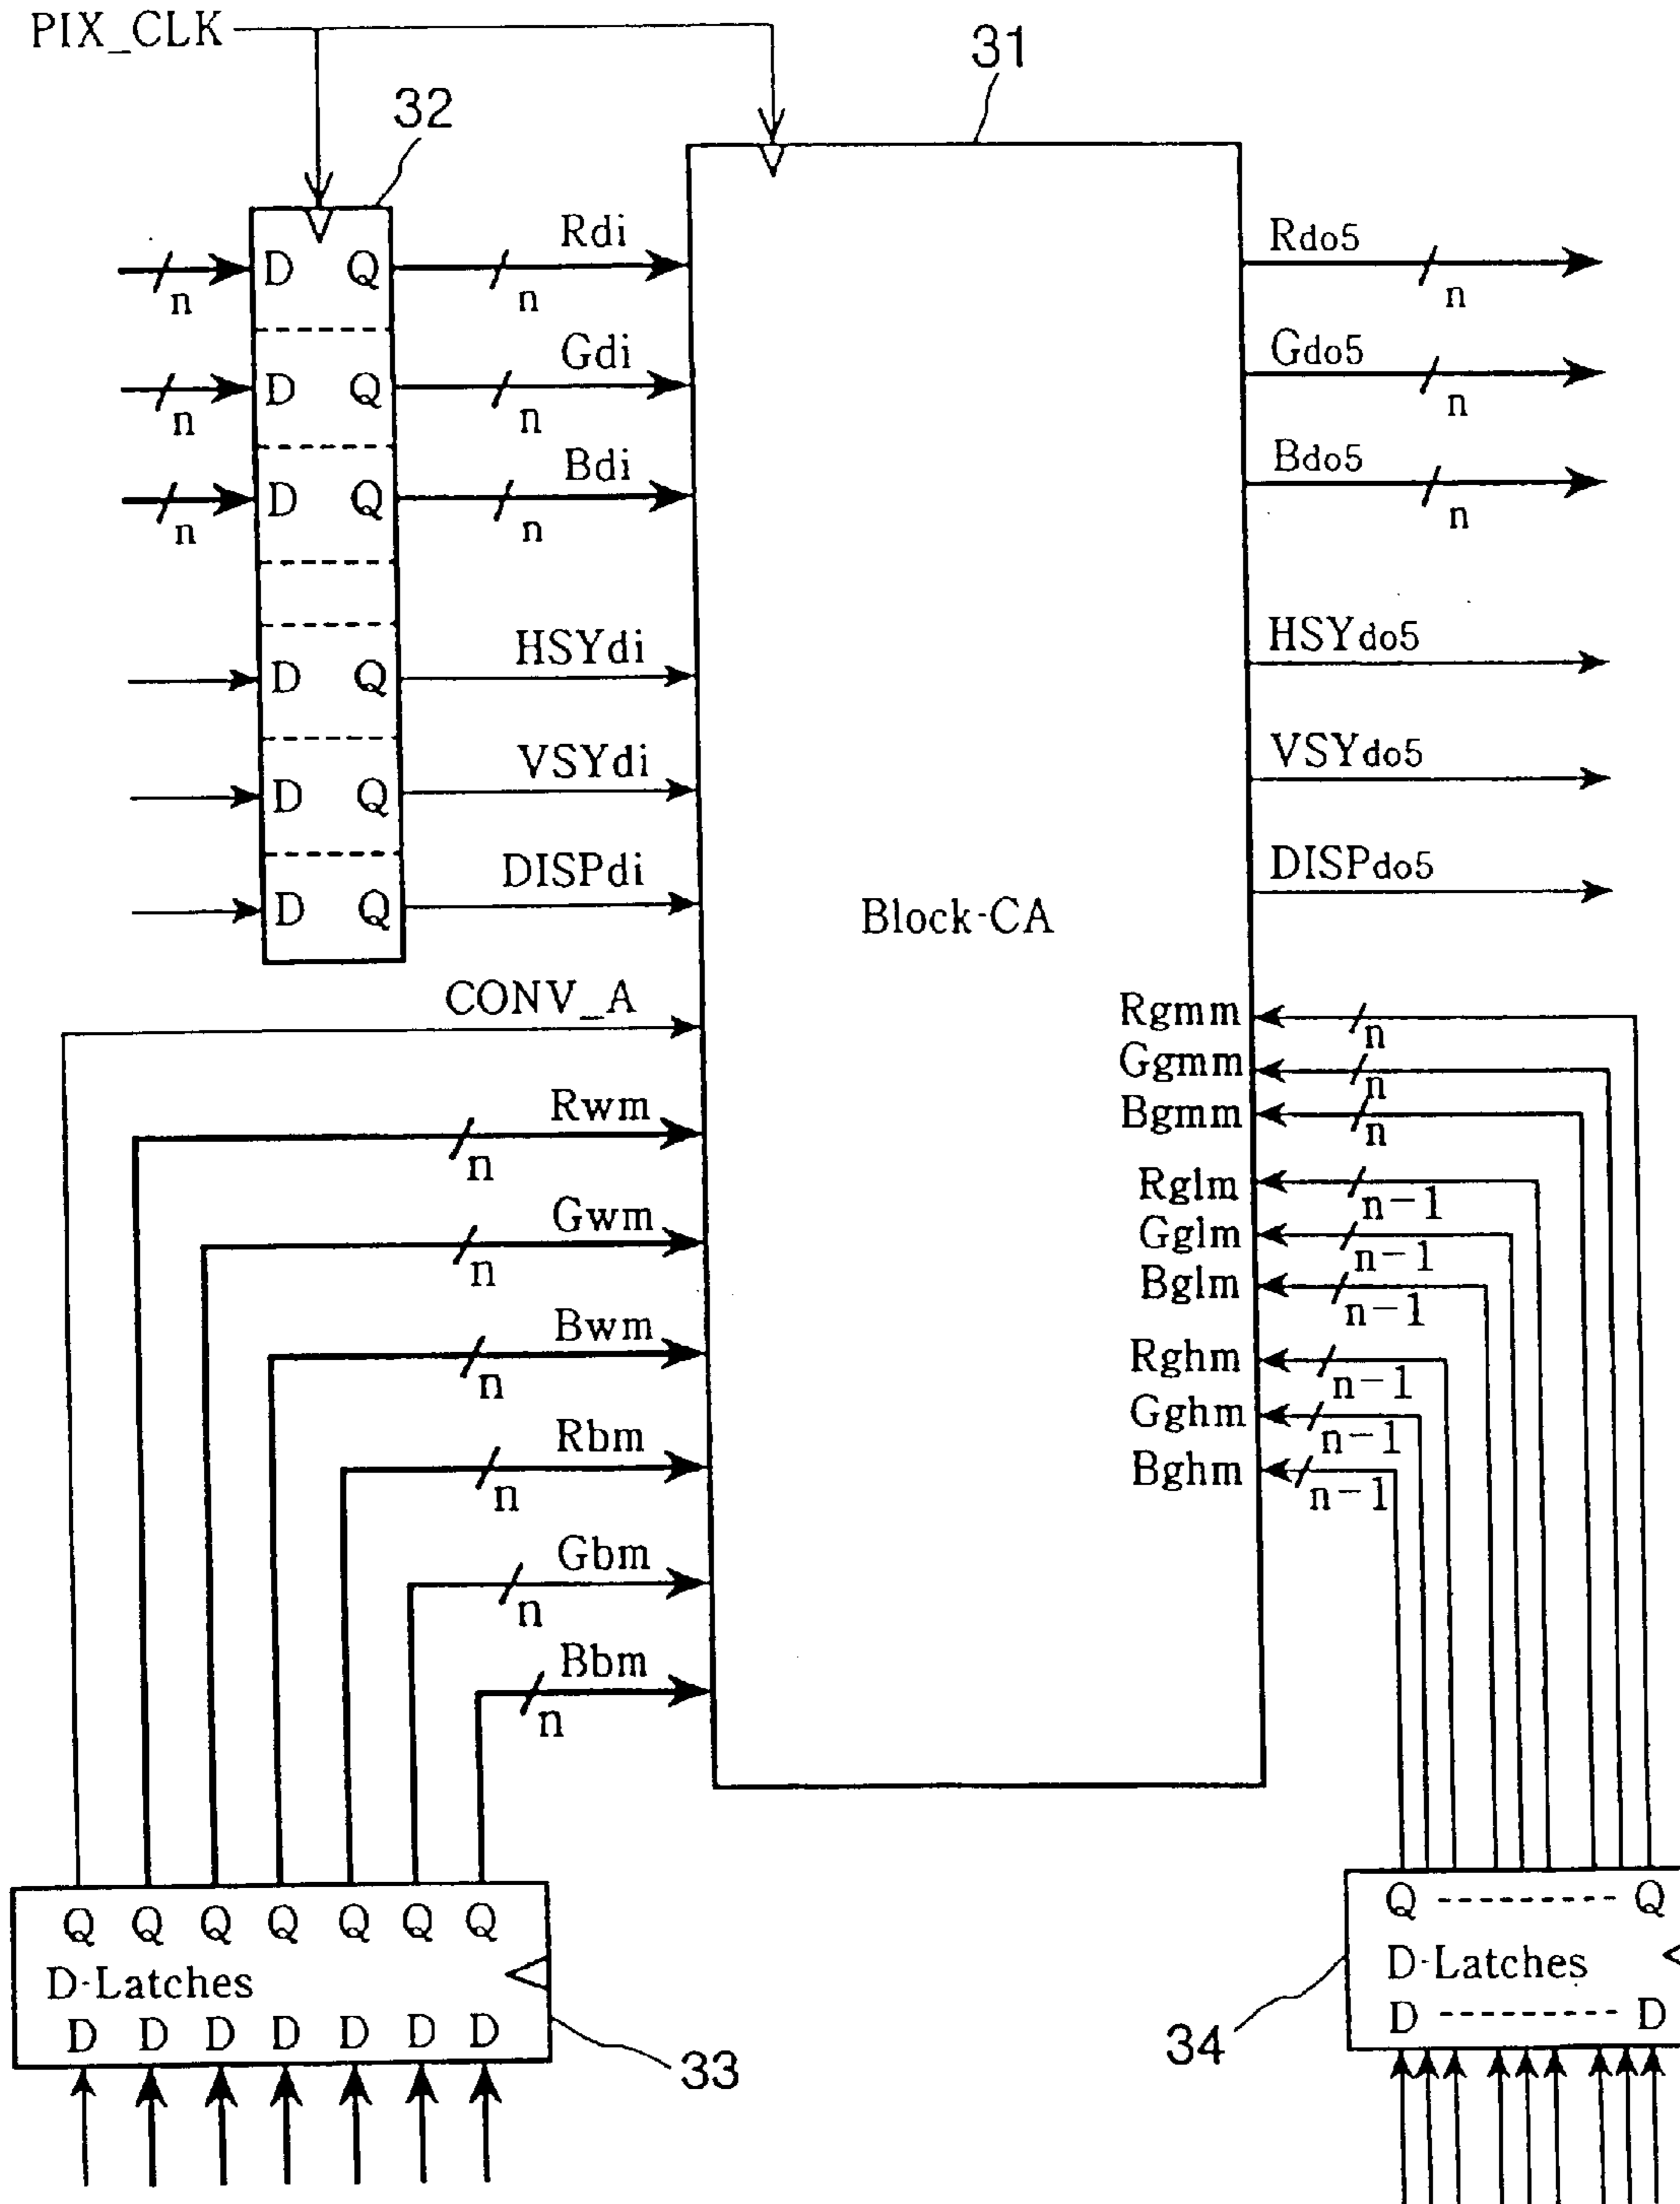 PIX_CLK
31
32
D Q
n
Rdi
n
Rdo5
n
D Q
n
Gdi
n
Gdo5
n
D Q
n
Bdi
n
Bdo5
n
D Q
HSYdi
HSYdo5
D Q
VSYdi
VSYdo5
D Q
DISPdi
DISPdo5
Block-CA
CONV_A
Rwm
n
Gwm
n
Bwm
n
Rbm
n
Gbm
n
Bbm
n
Rgmm
n
Ggmm
n
Bgmm
n
Rglm
n-1
Gglm
n-1
Bglm
n-1
Rghm
n-1
Gghm
n-1
Bghm
n-1
Q Q Q Q Q Q Q
D-Latches
D D D D D D D
33
Q --------- Q
D-Latches
D --------- D
34